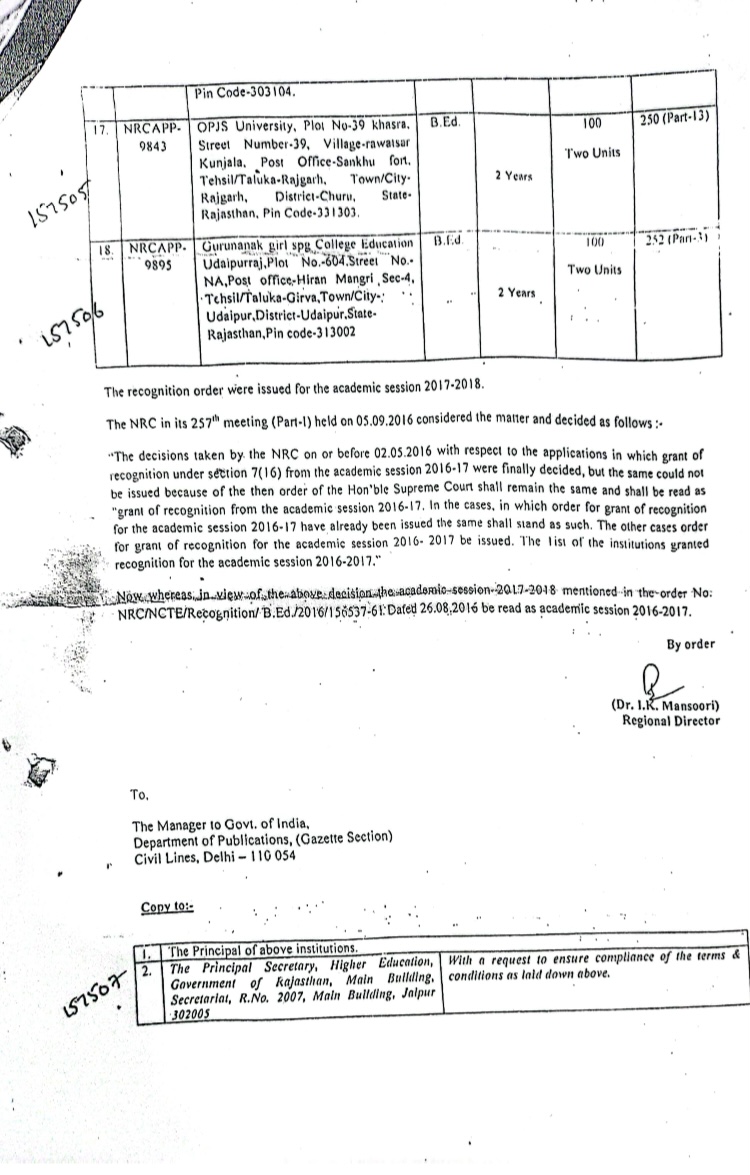 Pin Code-303104.
17. NRCAPP- OPJS University, Plot No-39 khasra, B.Ed. 100 250 (Part-13)
9843 Street Number-39, Village-rawatsar Two Units
Kunjala, Post Office-Sankhu fort,
Tehsil/Taluka-Rajgarh, Town/City- 2 Years
Rajgarh, District-Churu, State-
Rajasthan, Pin Code-331303.
157505
18. NRCAPP- Gurunanak girl spg College Education B.Ed. 100 252 (Part-3)
9895 Udaipurraj,Plot No.-604,Street No.- Two Units
NA,Post office-Hiran Mangri ,Sec-4,
Tehsil/Taluka-Girva,Town/City-: 2 Years
Udaipur,District-Udaipur,State-
Rajasthan,Pin code-313002
157506
The recognition order were issued for the academic session 2017-2018.
The NRC in its 257th meeting (Part-I) held on 05.09.2016 considered the matter and decided as follows :-
"The decisions taken by the NRC on or before 02.05.2016 with respect to the applications in which grant of
recognition under section 7(16) from the academic session 2016-17 were finally decided, but the same could not
be issued because of the then order of the Hon'ble Supreme Court shall remain the same and shall be read as
"grant of recognition from the academic session 2016-17. In the cases, in which order for grant of recognition
for the academic session 2016-17 have already been issued the same shall stand as such. The other cases order
for grant of recognition for the academic session 2016- 2017 be issued. The list of the institutions granted
recognition for the academic session 2016-2017."
Now whereas in view of the above decision the academic session 2017-2018 mentioned in the order No:
NRC/NCTE/Recognition/ B.Ed./2016/156537-61 Dated 26.08.2016 be read as academic session 2016-2017.
By order
(Dr. I.K. Mansoori)
Regional Director
To,
The Manager to Govt. of India,
Department of Publications, (Gazette Section)
Civil Lines, Delhi – 110 054
Copy to:-
1. The Principal of above institutions.
2. The Principal Secretary, Higher Education, With a request to ensure compliance of the terms &
Government of Rajasthan, Main Building, conditions as laid down above.
Secretariat, R.No. 2007, Main Building, Jaipur
302005
157507